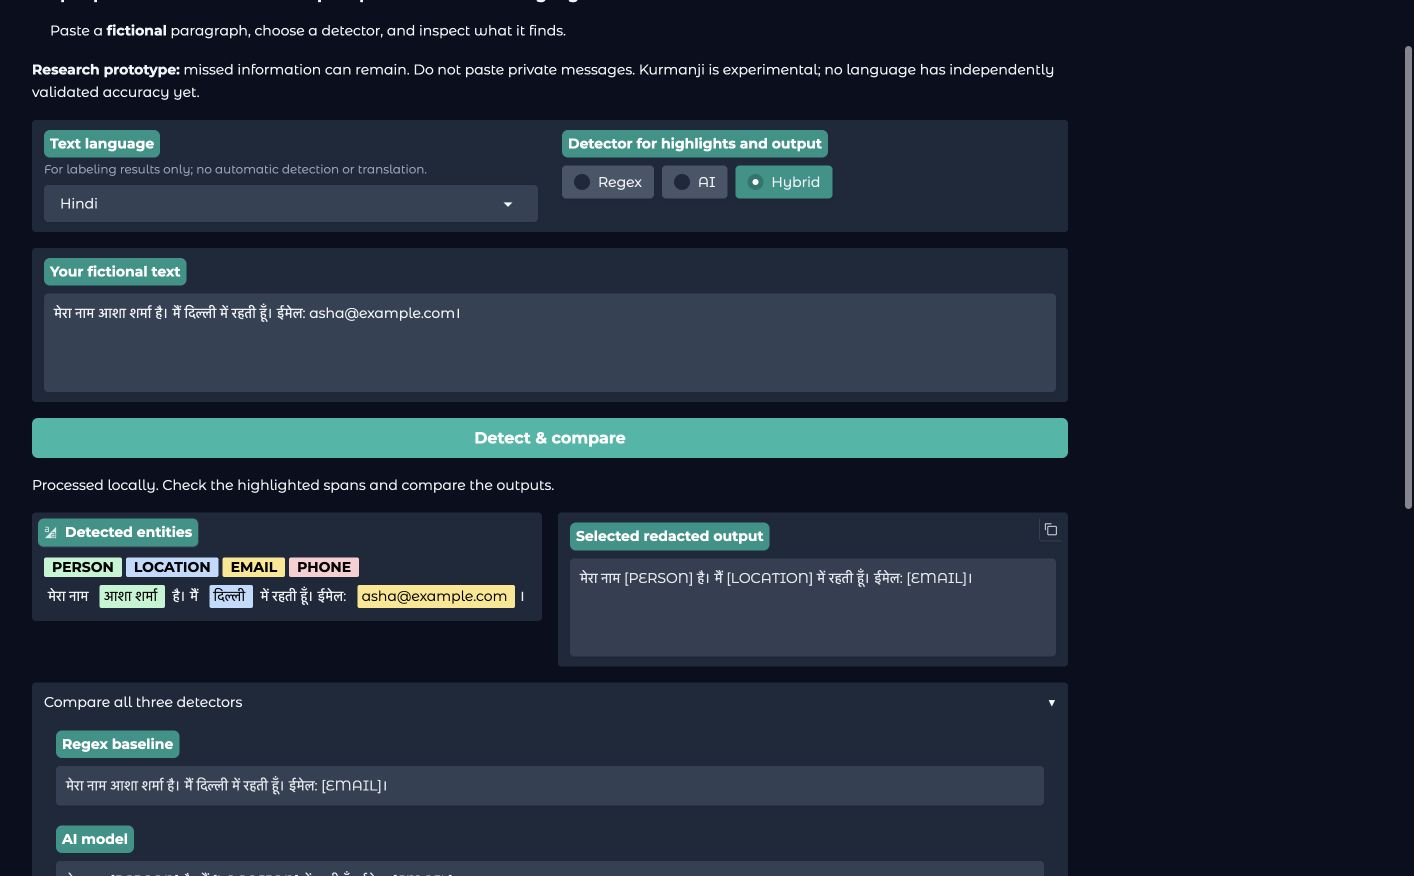 Paste a fictional paragraph, choose a detector, and inspect what it finds.
Research prototype: missed information can remain. Do not paste private messages. Kurmanji is experimental; no language has independently
validated accuracy yet.
Text language
For labeling results only; no automatic detection or translation.
Hindi
Detector for highlights and output
Regex
AI
Hybrid
Your fictional text
मेरा नाम आशा शर्मा है। मैं दिल्ली में रहती हूँ। ईमेल: asha@example.com।
Detect & compare
Processed locally. Check the highlighted spans and compare the outputs.
Detected entities
PERSON LOCATION EMAIL PHONE
मेरा नाम आशा शर्मा है। मैं दिल्ली में रहती हूँ। ईमेल: asha@example.com ।
Selected redacted output
मेरा नाम [PERSON] है। मैं [LOCATION] में रहती हूँ। ईमेल: [EMAIL]।
Compare all three detectors
Regex baseline
मेरा नाम आशा शर्मा है। मैं दिल्ली में रहती हूँ। ईमेल: [EMAIL]।
AI model